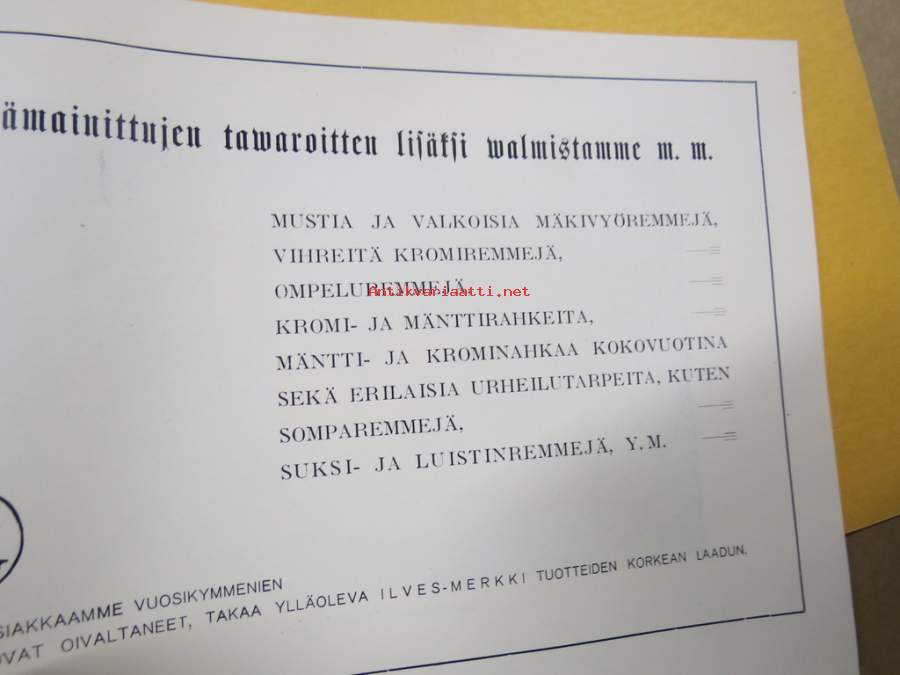 ämainittujen tawaroitten lisäksi walmistamme m. m.
MUSTIA JA VALKOISIA MÄKIVYÖREMMEJÄ,
VIHREITÄ KROMIREMMEJÄ,
OMPELUREMMEJÄ,
Antikvariaatti.net
KROMI- JA MÄNTTIRAHKEITA,
MÄNTTI- JA KROMINAHKAA KOKOVUOTINA
SEKÄ ERILAISIA URHEILUTARPEITA, KUTEN
SOMPAREMMEJÄ,
SUKSI- JA LUISTINREMMEJÄ, Y.M.
SIAKKAAMME VUOSIKYMMENIEN
OVAT OIVALTANEET, TAKAA YLLÄOLEVA ILVES-MERKKI TUOTTEIDEN KORKEAN LAADUN.